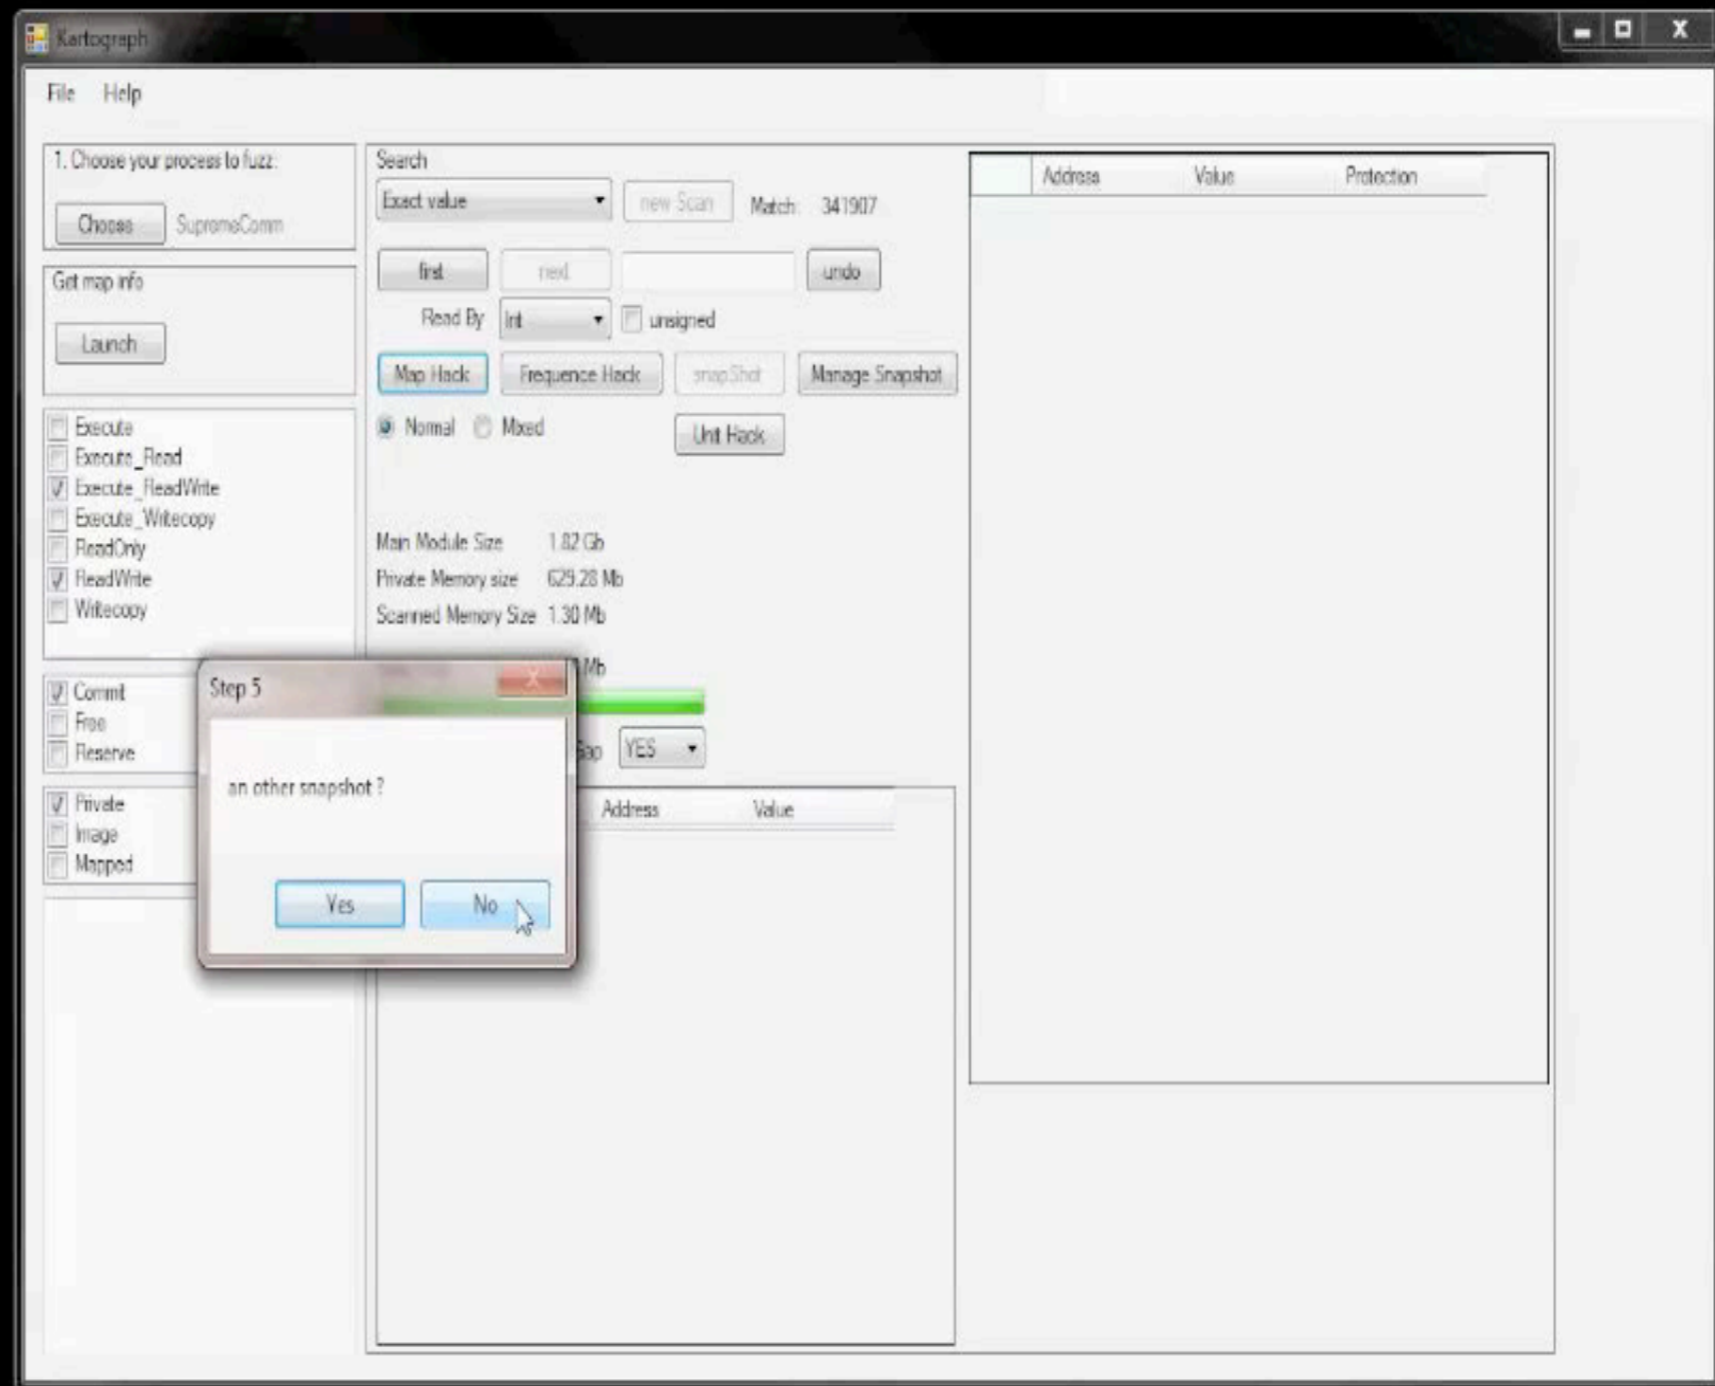 Kartograph
File Help
1. Choose your process to fuzz:
Choose SupremeComm
Get map info
Launch
Execute
Execute_Read
Execute_ReadWrite
Execute_Writecopy
ReadOnly
ReadWrite
Writecopy
Commit
Free
Reserve
Private
Image
Mapped
Search
Exact value new Scan Match: 341907
first next undo
Read By Int unsigned
Map Hack Frequence Hack snapShot Manage Snapshot
Normal Mixed Unit Hack
Main Module Size 1.82 Gb
Private Memory size 629.28 Mb
Scanned Memory Size 1.30 Mb
Mb
YES
Address Value
Step 5
X
an other snapshot ?
Yes No
Address Value Protection